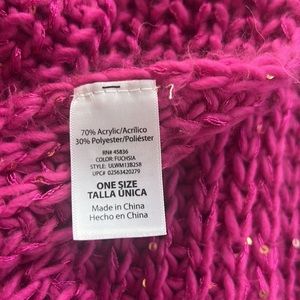 70% Acrylic/Acrílico
30% Polyester/Poliéster
RN# 45836
COLOR: FUCHSIA
STYLE: ULWM13B258
UPC# 02563420279
ONE SIZE
TALLA ÚNICA
Made in China
Hecho en China